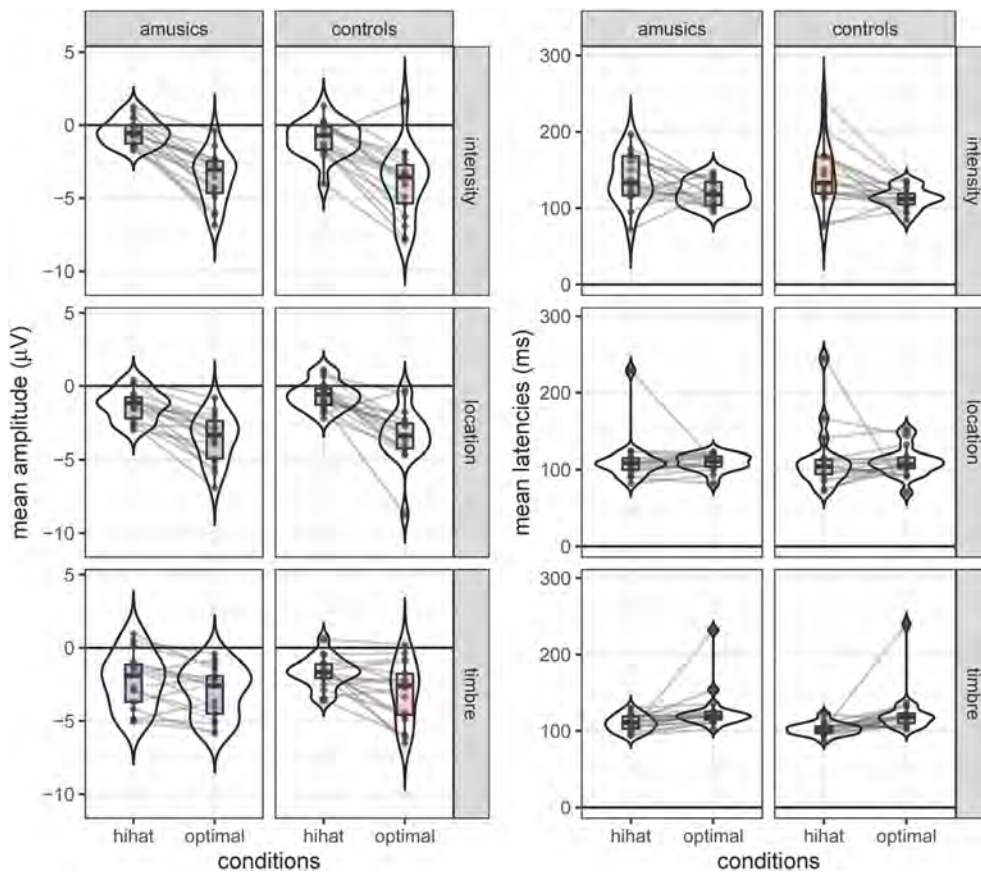 amusics controls
5
0
−5
−10
intensity
5
0
−5
−10
location
5
0
−5
−10
timbre
mean amplitude (μV)
hihat optimal hihat optimal
conditions
amusics controls
300
200
100
0
intensity
300
200
100
0
location
300
200
100
0
timbre
mean latencies (ms)
hihat optimal hihat optimal
conditions